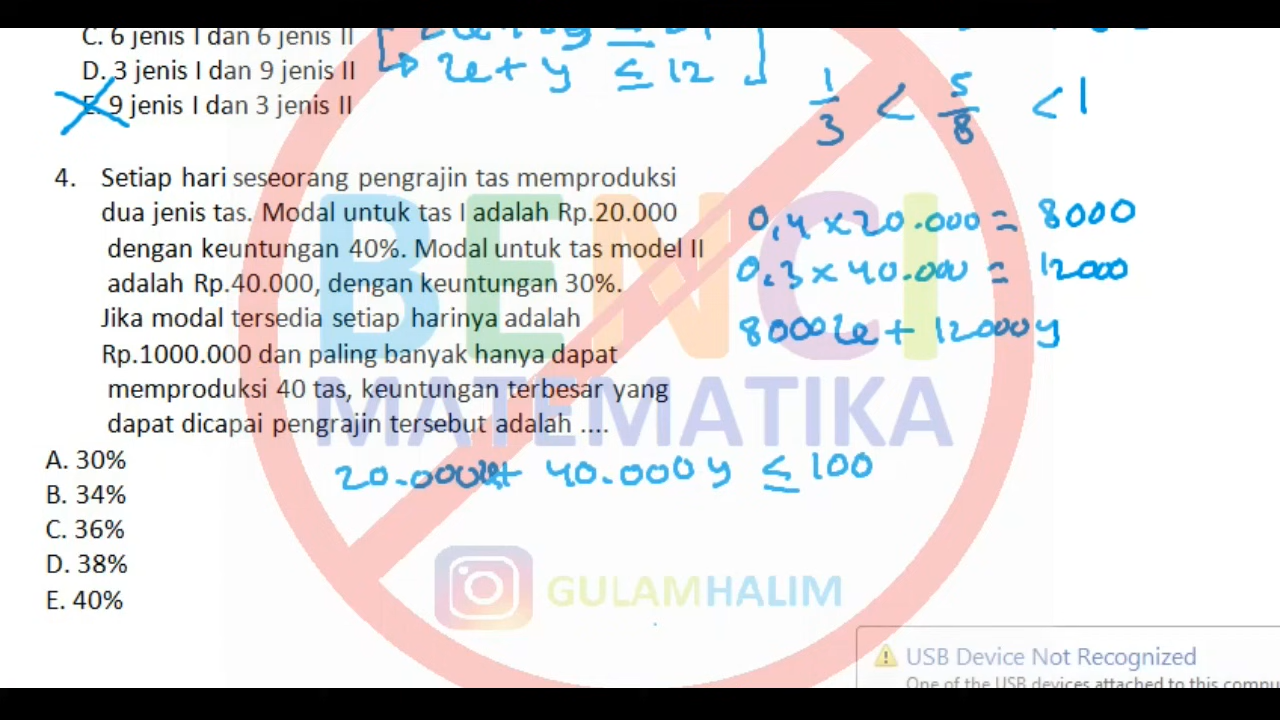 C. 6 jenis I dan 6 jenis II
D. 3 jenis I dan 9 jenis II
x + y ≤ 12
E. 9 jenis I dan 3 jenis II
1/3 < 5/8 < 1
4. Setiap hari seseorang pengrajin tas memproduksi
dua jenis tas. Modal untuk tas I adalah Rp.20.000
dengan keuntungan 40%. Modal untuk tas model II
adalah Rp.40.000, dengan keuntungan 30%.
Jika modal tersedia setiap harinya adalah
Rp.1000.000 dan paling banyak hanya dapat
memproduksi 40 tas, keuntungan terbesar yang
dapat dicapai pengrajin tersebut adalah ....
0,4 x 20.000 = 8000
0,3 x 40.000 = 12000
8000x + 12000y
20.000x + 40.000y ≤ 100
A. 30%
B. 34%
C. 36%
D. 38%
E. 40%
BENCI
MATEMATIKA
GULAMHALIM
USB Device Not Recognized
One of the USB devices attached to this compu